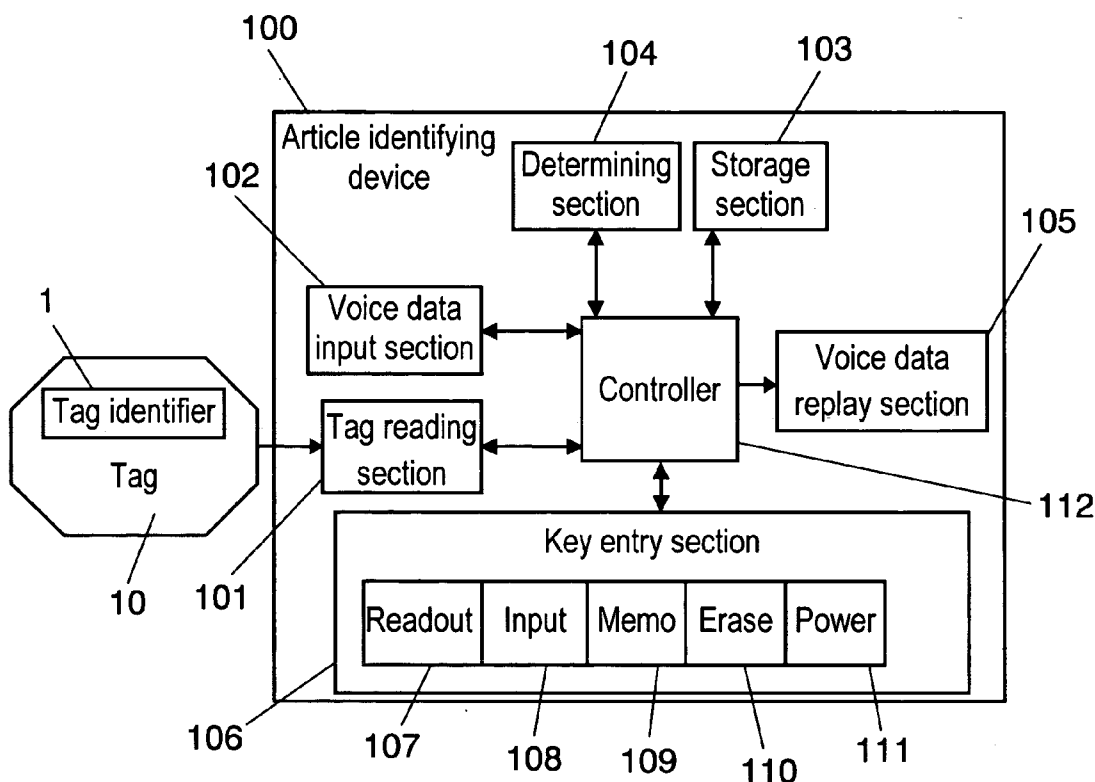 100
104
103
Article identifying
device
Determining
section
Storage
section
102
105
1
Voice data
input section
Controller
Voice data
replay section
Tag identifier
Tag
Tag reading
section
112
10
101
Key entry section
Readout Input Memo Erase Power
106
107
108
109
110
111